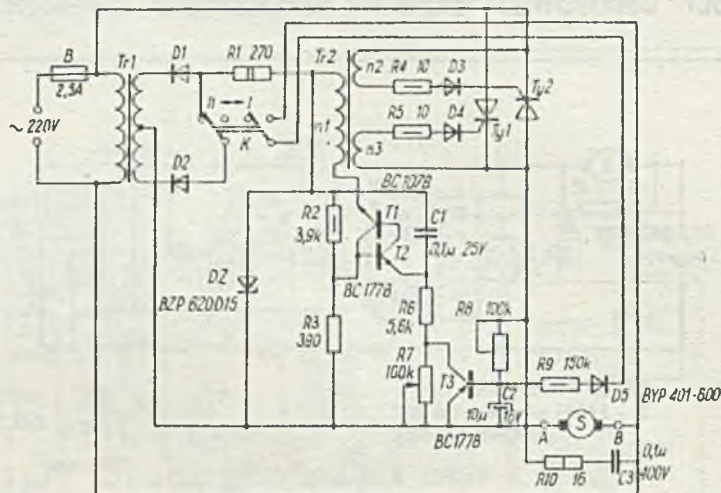 B
2,5A
~ 220V
Tr1
D1
R1 270
D2
II I
K
Tr2
n1
n2
n3
R4 10
D3
R5 10
D4
Ty1
Ty2
BC107B
R2
3,9k
T1
T2
C1
0,1µ 25V
DZ
BZP 620D15
BC177B
R3
390
R6
5,6k
R7
100k
T3
BC177B
R8
100k
C2
10µ
R9 150k
D5
BYP 401-600
A
S
B
R10 16
C3
0,1µ
400V